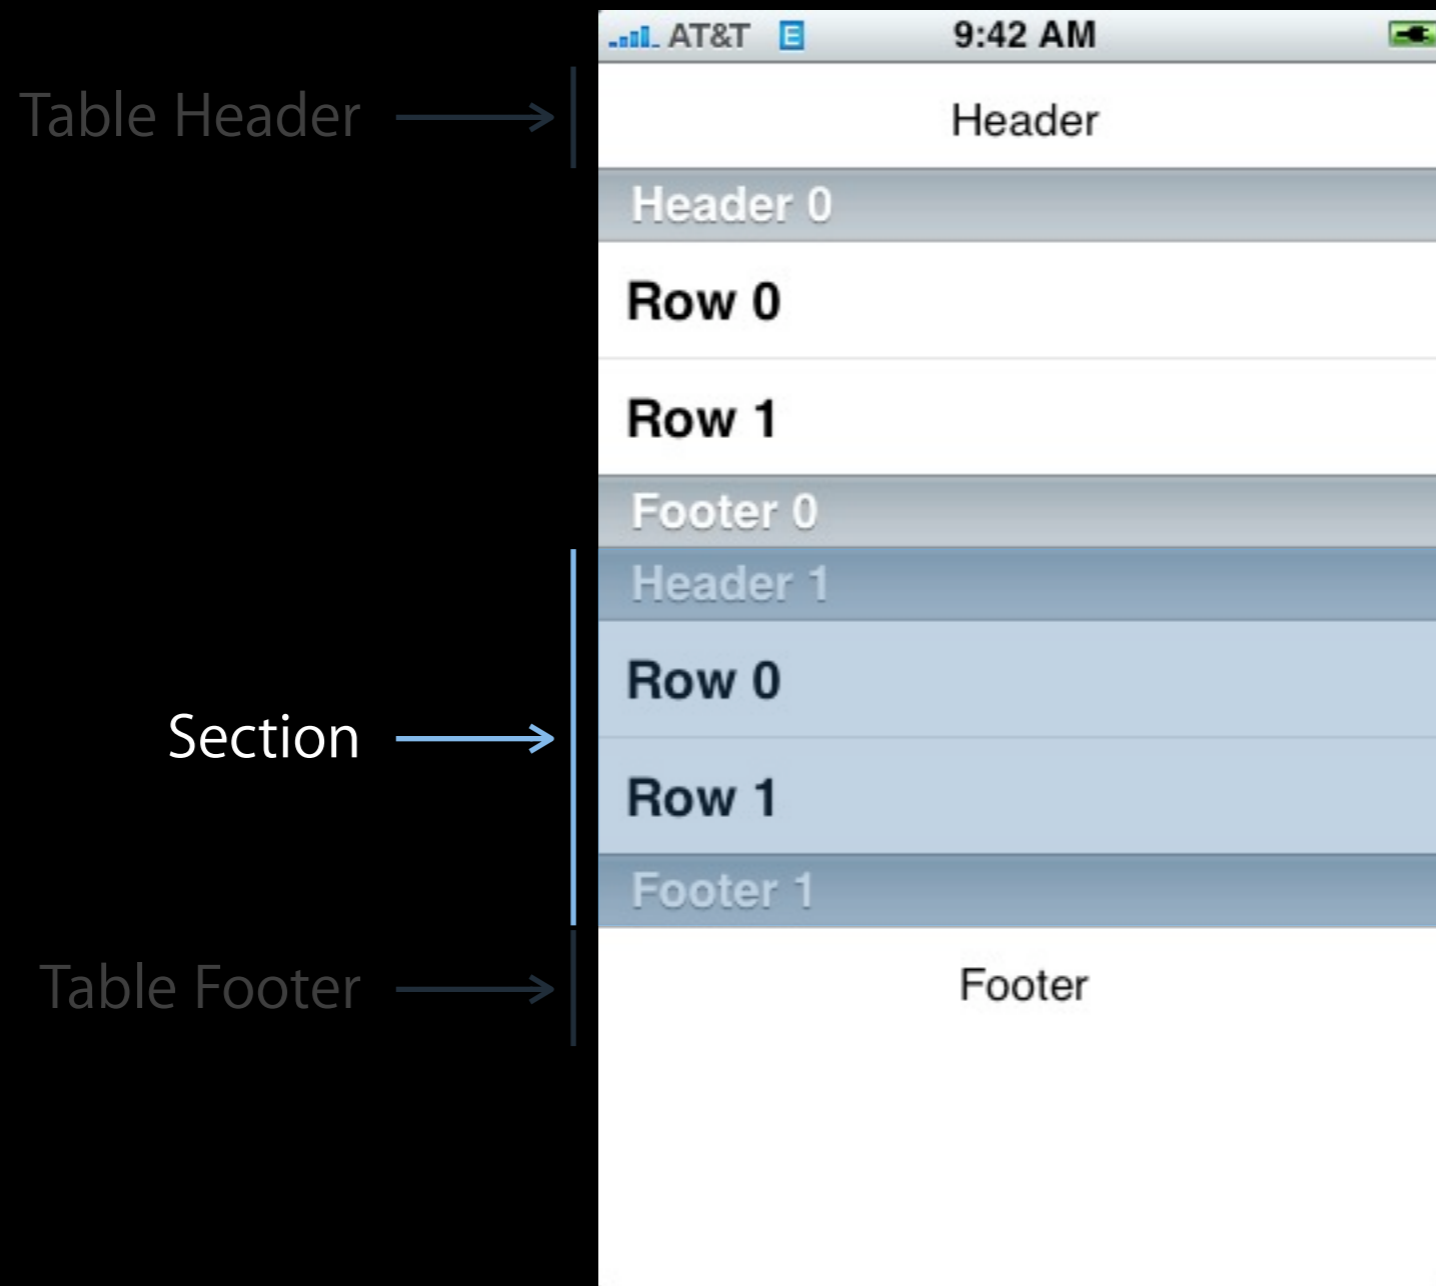 AT&T E 9:42 AM
Table Header
Header
Header 0
Row 0
Row 1
Footer 0
Header 1
Row 0
Section
Row 1
Footer 1
Table Footer
Footer